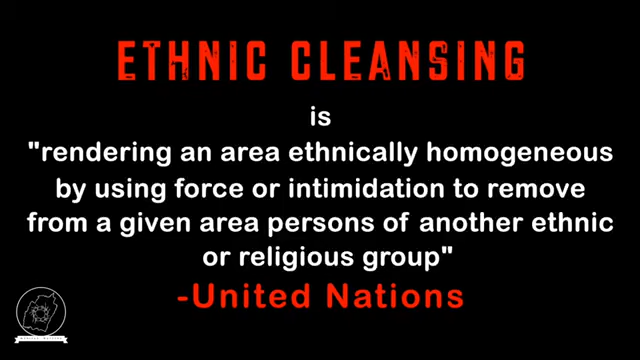 ETHNIC CLEANSING
is
"rendering an area ethnically homogeneous
by using force or intimidation to remove
from a given area persons of another ethnic
or religious group"
-United Nations